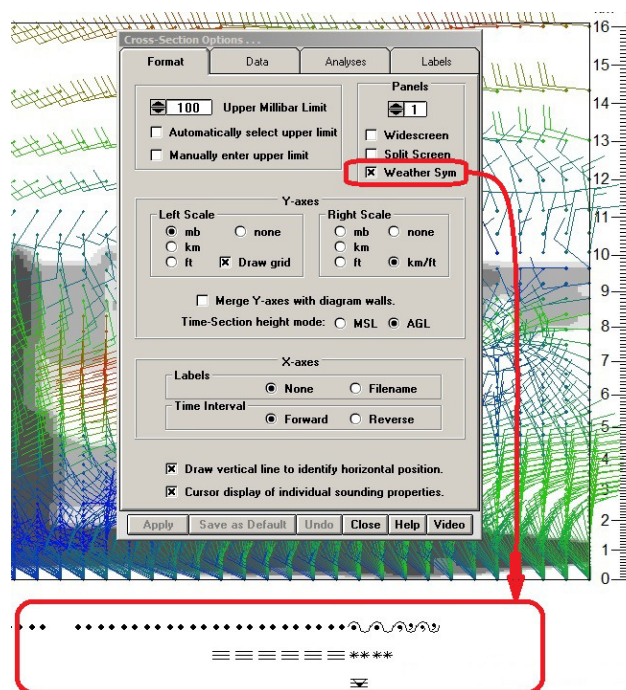 Cross-Section Options . . .
Format Data Analyses Labels
100 Upper Millibar Limit
Automatically select upper limit
Manually enter upper limit
Panels
1
Widescreen
Split Screen
Weather Sym
Y-axes
Left Scale
mb none
km
ft Draw grid
Right Scale
mb none
km
ft km/ft
Merge Y-axes with diagram walls.
Time-Section height mode: MSL AGL
X-axes
Labels
None Filename
Time Interval
Forward Reverse
Draw vertical line to identify horizontal position.
Cursor display of individual sounding properties.
Apply Save as Default Undo Close Help Video
16
15
14
13
12
11
10
9
8
7
6
5
4
3
2
1
0